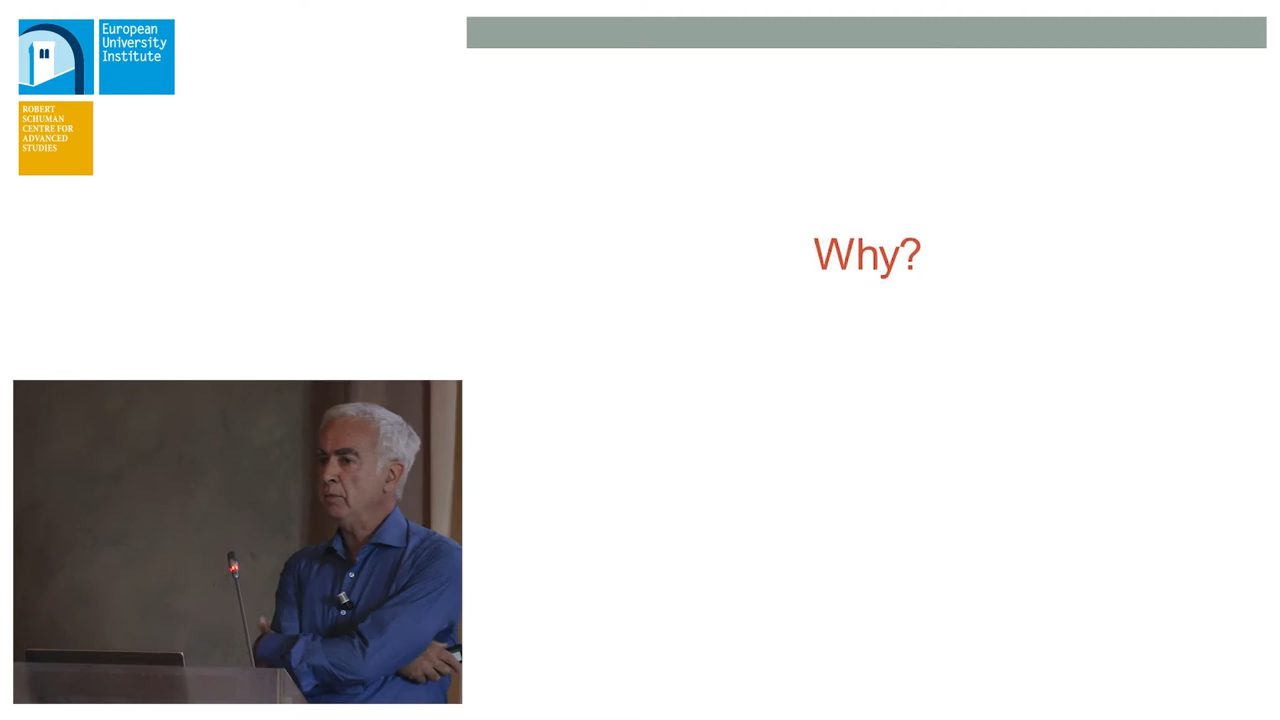 European
University
Institute
ROBERT
SCHUMAN
CENTRE FOR
ADVANCED
STUDIES
Why?